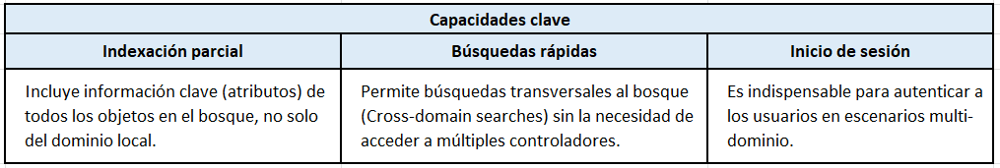 Capacidades clave
Indexación parcial
Búsquedas rápidas
Inicio de sesión
Incluye información clave (atributos) de
todos los objetos en el bosque, no solo
del dominio local.
Permite búsquedas transversales al bosque
(Cross-domain searches) sin la necesidad de
acceder a múltiples controladores.
Es indispensable para autenticar a
los usuarios en escenarios multi-
dominio.